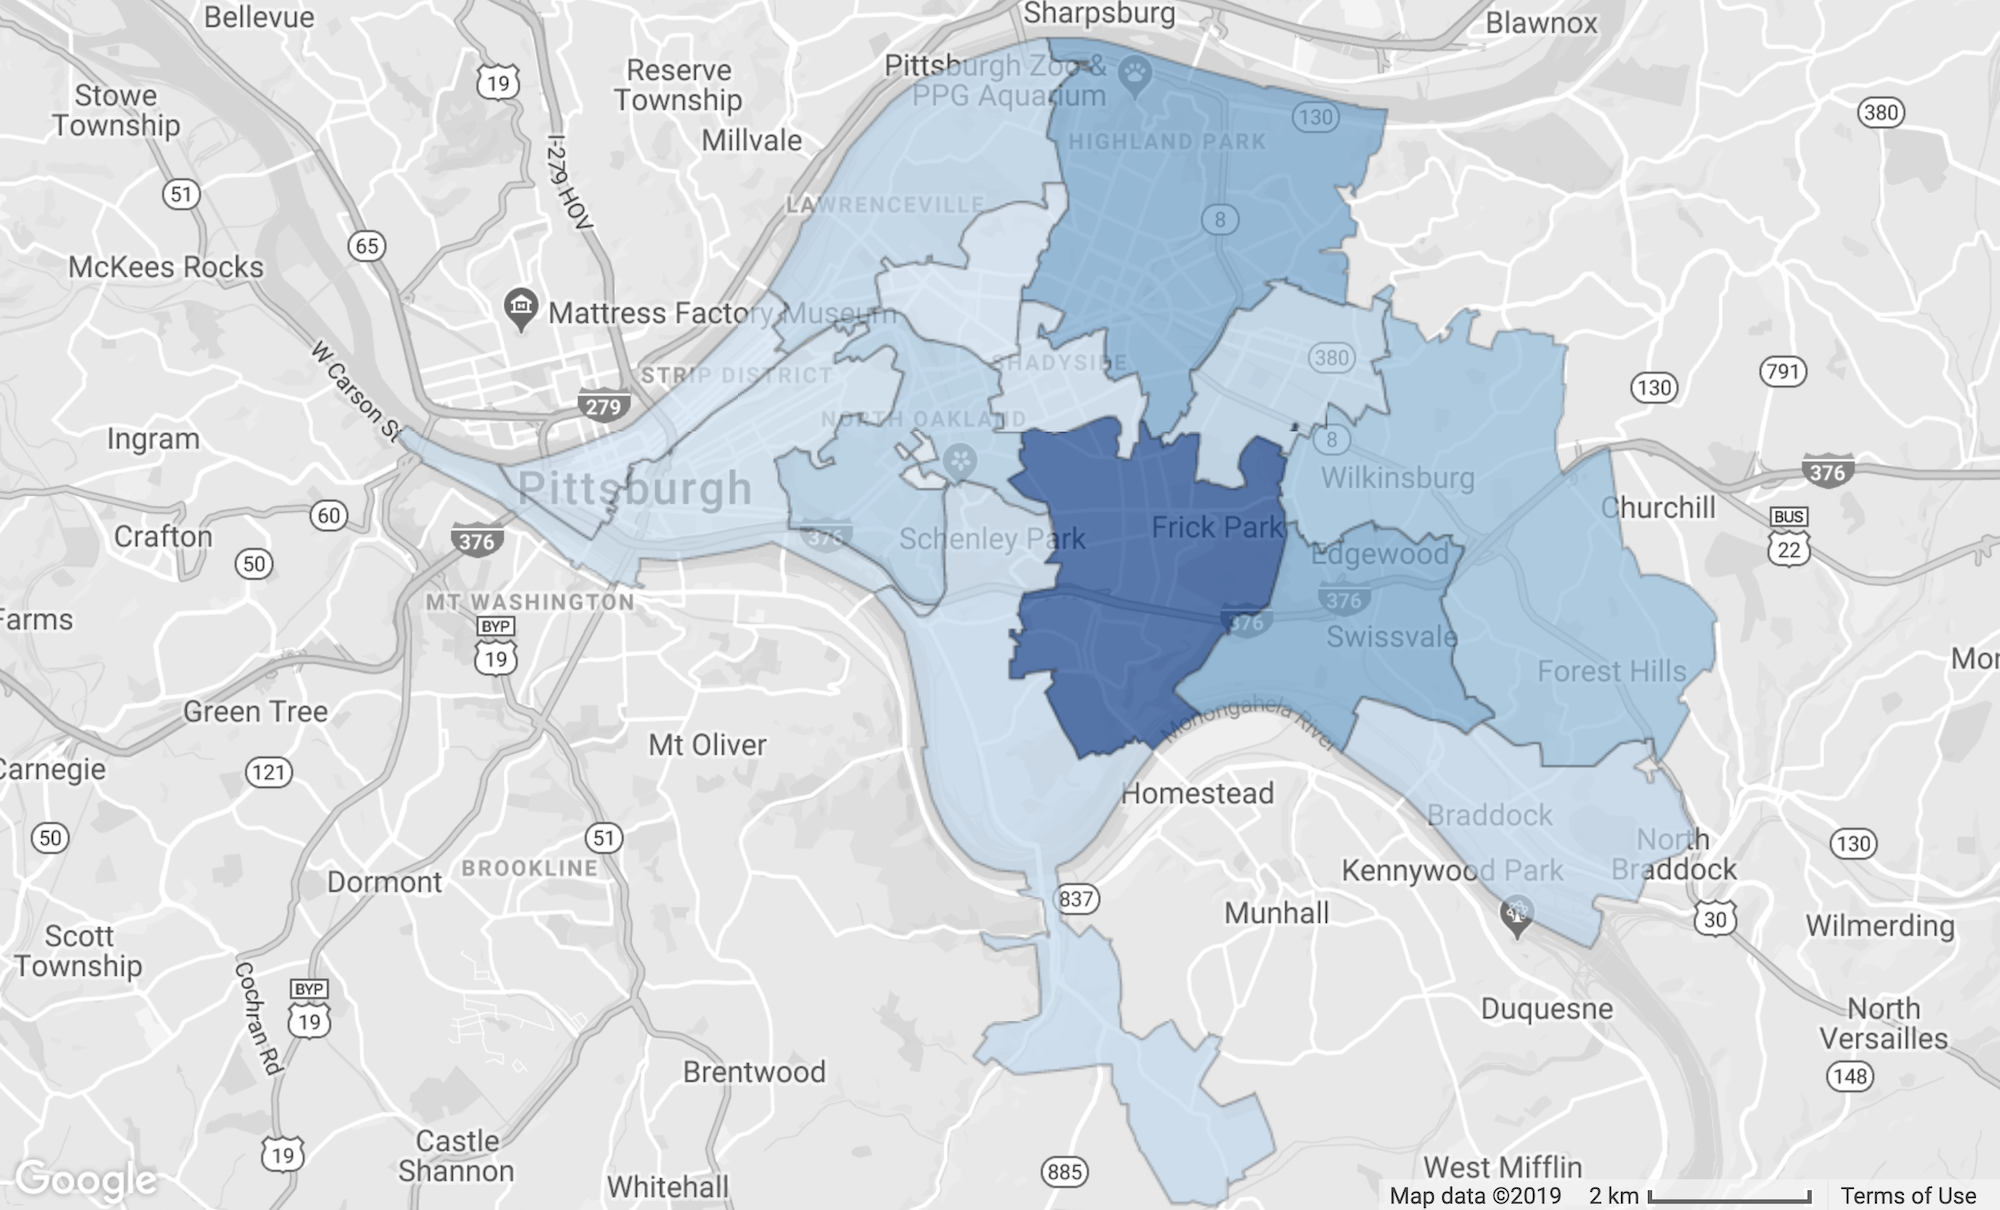 Bellevue
Sharpsburg
Blawnox
19
Reserve
Township
Pittsburgh Zoo &
PPG Aquarium
Stowe
Township
Millvale
130
380
HIGHLAND PARK
I-279 HOV
51
LAWRENCEVILLE
8
65
McKees Rocks
Mattress Factory Museum
W Carson St
STRIP DISTRICT
SHADYSIDE
380
791
130
279
NORTH OAKLAND
Ingram
8
Wilkinsburg
376
Pittsburgh
Churchill
60
Crafton
376
376
Schenley Park
Frick Park
Edgewood
BUS
22
50
MT WASHINGTON
376
376
Farms
BYP
19
Swissvale
Forest Hills
Mor
Green Tree
Monongahela River
Mt Oliver
Carnegie
121
Homestead
Braddock
50
51
North
Braddock
130
Dormont
BROOKLINE
Kennywood Park
837
Munhall
30
Wilmerding
Scott
Township
Cochran Rd
BYP
19
Duquesne
North
Versailles
Brentwood
148
Castle
Shannon
19
885
West Mifflin
Whitehall
Google
Map data ©2019
2 km
Terms of Use